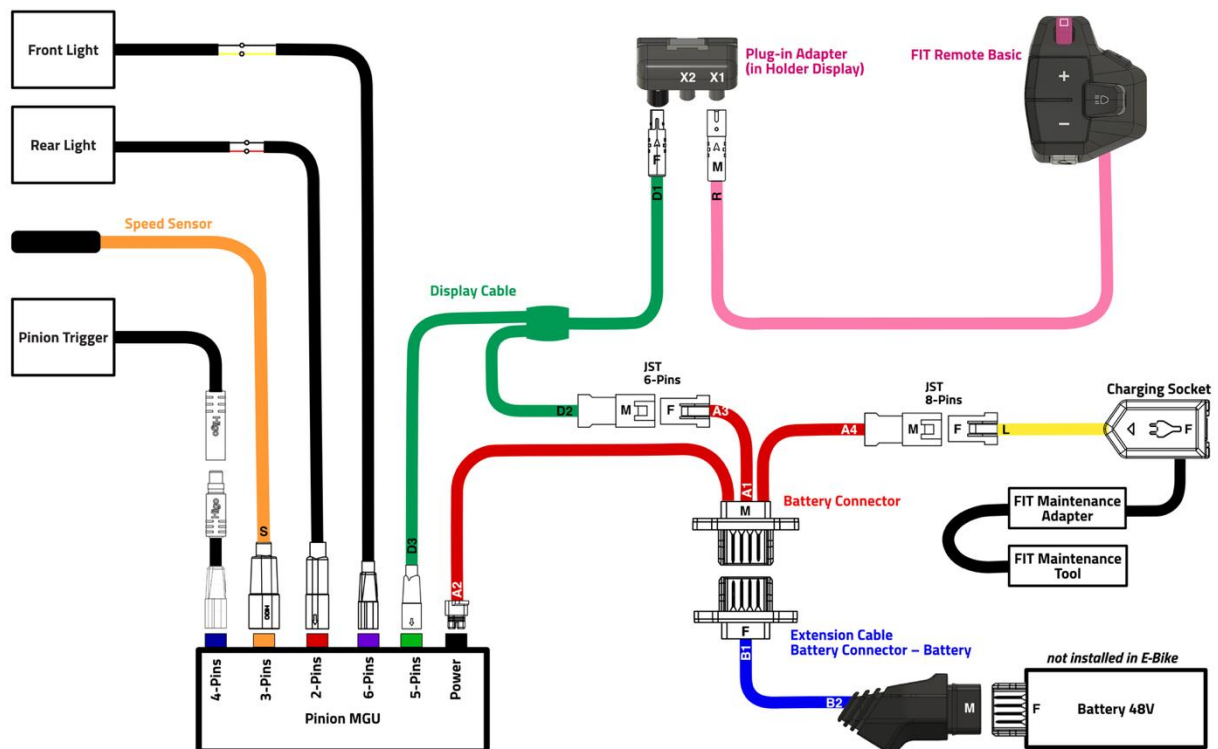 Front Light
Rear Light
Speed Sensor
Pinion Trigger
Plug-in Adapter
(in Holder Display)
X2 X1
FIT Remote Basic
+
−
F
M
D1
R
Display Cable
JST
6-Pins
JST
8-Pins
Charging Socket
D2
M
F
A3
A4
M
F
L
F
Higo
Higo
S
HIGO
D3
A2
A1
M
Battery Connector
FIT Maintenance
Adapter
FIT Maintenance
Tool
F
B1
Extension Cable
Battery Connector – Battery
B2
M
F
not installed in E-Bike
Battery 48V
4-Pins
3-Pins
2-Pins
6-Pins
5-Pins
Power
Pinion MGU